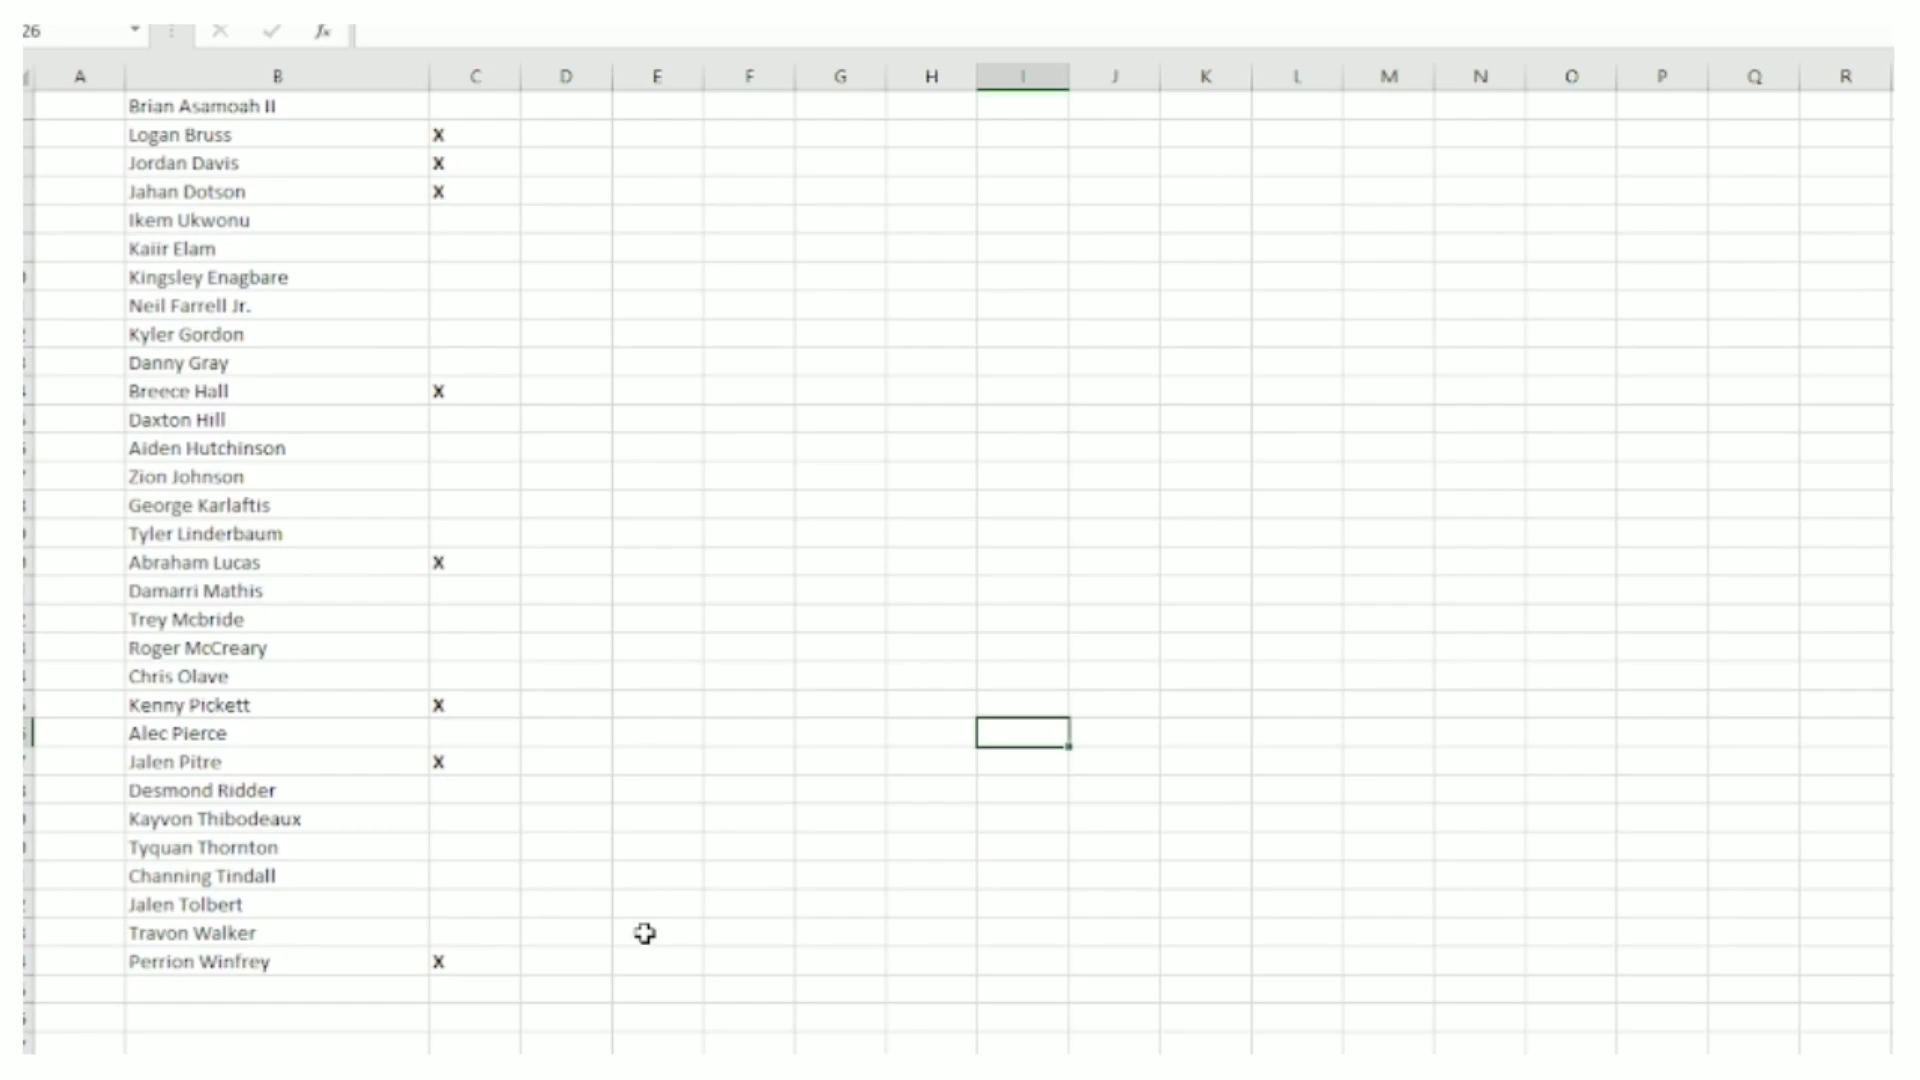 26 fx
A B C D E F G H I J K L M N O P Q R
Brian Asamoah II
Logan Bruss X
Jordan Davis X
Jahan Dotson X
Ikem Ukwonu
Kaiir Elam
Kingsley Enagbare
Neil Farrell Jr.
Kyler Gordon
Danny Gray
Breece Hall X
Daxton Hill
Aiden Hutchinson
Zion Johnson
George Karlaftis
Tyler Linderbaum
Abraham Lucas X
Damarri Mathis
Trey Mcbride
Roger McCreary
Chris Olave
Kenny Pickett X
Alec Pierce
Jalen Pitre X
Desmond Ridder
Kayvon Thibodeaux
Tyquan Thornton
Channing Tindall
Jalen Tolbert
Travon Walker
Perrion Winfrey X